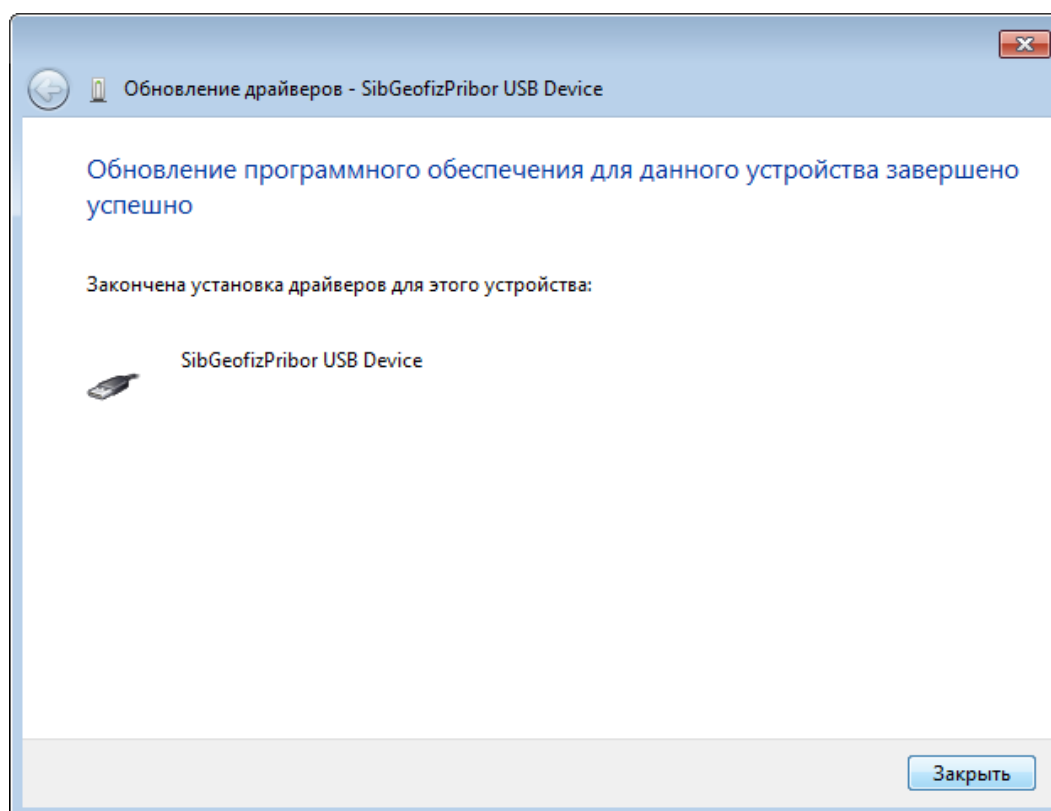 Обновление драйверов - SibGeofizPribor USB Device
Обновление программного обеспечения для данного устройства завершено
успешно
Закончена установка драйверов для этого устройства:
SibGeofizPribor USB Device
Закрыть